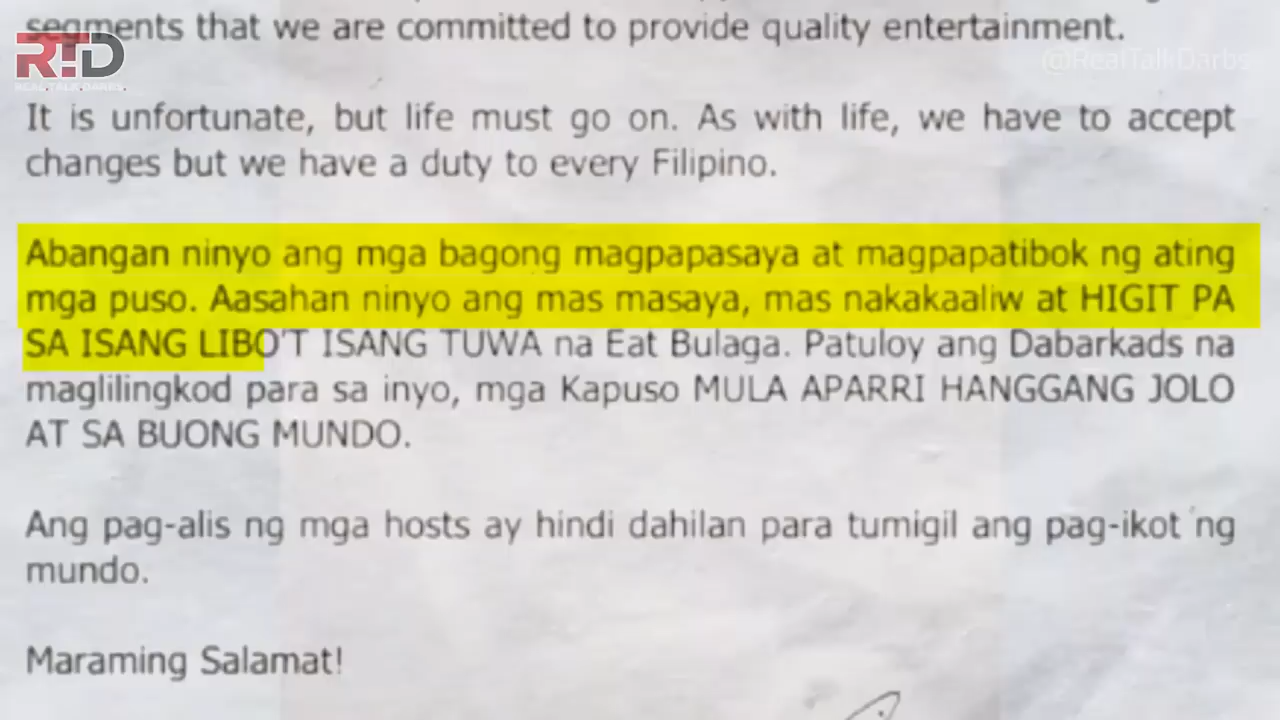 segments that we are committed to provide quality entertainment.
RTD
REAL TALK DARBS
@RealTalkDarbs
It is unfortunate, but life must go on. As with life, we have to accept
changes but we have a duty to every Filipino.
Abangan ninyo ang mga bagong magpapasaya at magpapatibok ng ating
mga puso. Aasahan ninyo ang mas masaya, mas nakakaaliw at HIGIT PA
SA ISANG LIBO'T ISANG TUWA na Eat Bulaga. Patuloy ang Dabarkads na
maglilingkod para sa inyo, mga Kapuso MULA APARRI HANGGANG JOLO
AT SA BUONG MUNDO.
Ang pag-alis ng mga hosts ay hindi dahilan para tumigil ang pag-ikot ng
mundo.
Maraming Salamat!